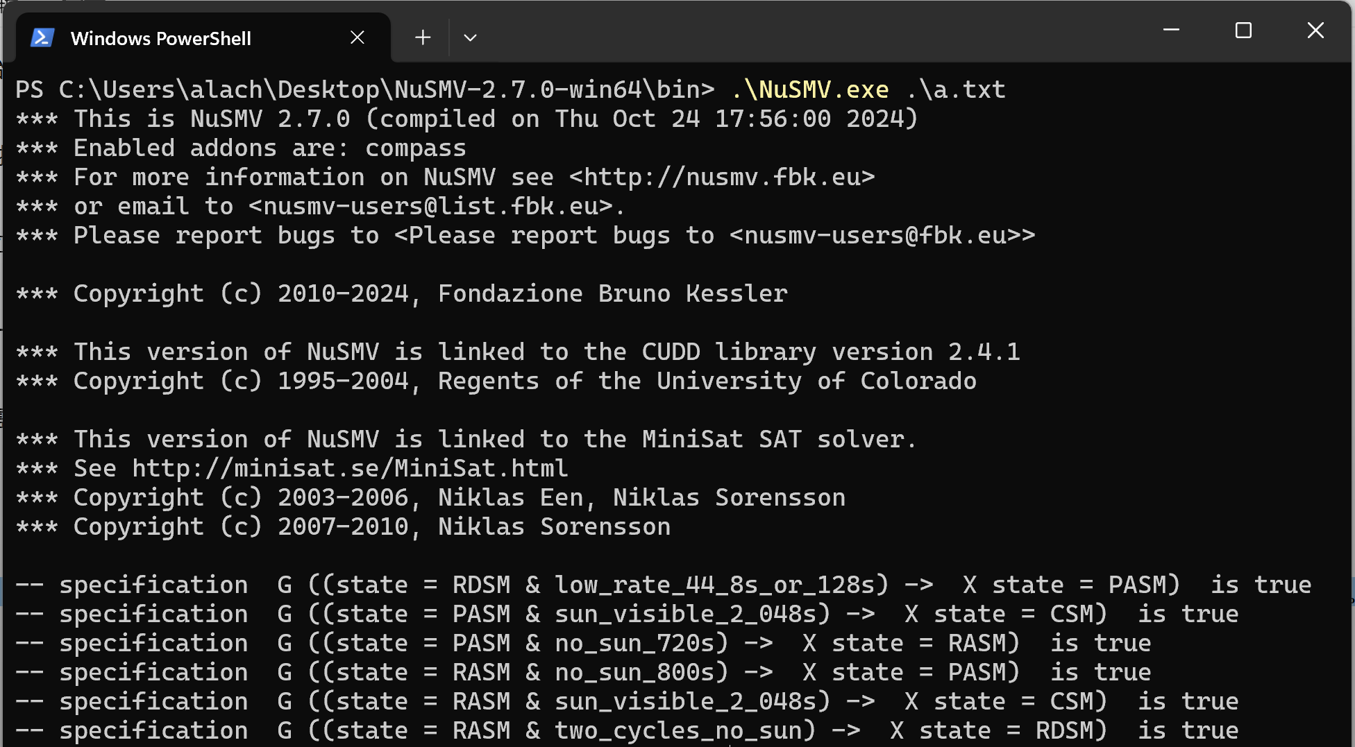 Windows PowerShell
PS C:\Users\alach\Desktop\NuSMV-2.7.0-win64\bin> .\NuSMV.exe .\a.txt
*** This is NuSMV 2.7.0 (compiled on Thu Oct 24 17:56:00 2024)
*** Enabled addons are: compass
*** For more information on NuSMV see <http://nusmv.fbk.eu>
*** or email to <nusmv-users@list.fbk.eu>.
*** Please report bugs to <Please report bugs to <nusmv-users@fbk.eu>>
*** Copyright (c) 2010-2024, Fondazione Bruno Kessler
*** This version of NuSMV is linked to the CUDD library version 2.4.1
*** Copyright (c) 1995-2004, Regents of the University of Colorado
*** This version of NuSMV is linked to the MiniSat SAT solver.
*** See http://minisat.se/MiniSat.html
*** Copyright (c) 2003-2006, Niklas Een, Niklas Sorensson
*** Copyright (c) 2007-2010, Niklas Sorensson
-- specification  G ((state = RDSM & low_rate_44_8s_or_128s) ->  X state = PASM)  is true
-- specification  G ((state = PASM & sun_visible_2_048s) ->  X state = CSM)  is true
-- specification  G ((state = PASM & no_sun_720s) ->  X state = RASM)  is true
-- specification  G ((state = RASM & no_sun_800s) ->  X state = PASM)  is true
-- specification  G ((state = RASM & sun_visible_2_048s) ->  X state = CSM)  is true
-- specification  G ((state = RASM & two_cycles_no_sun) ->  X state = RDSM)  is true